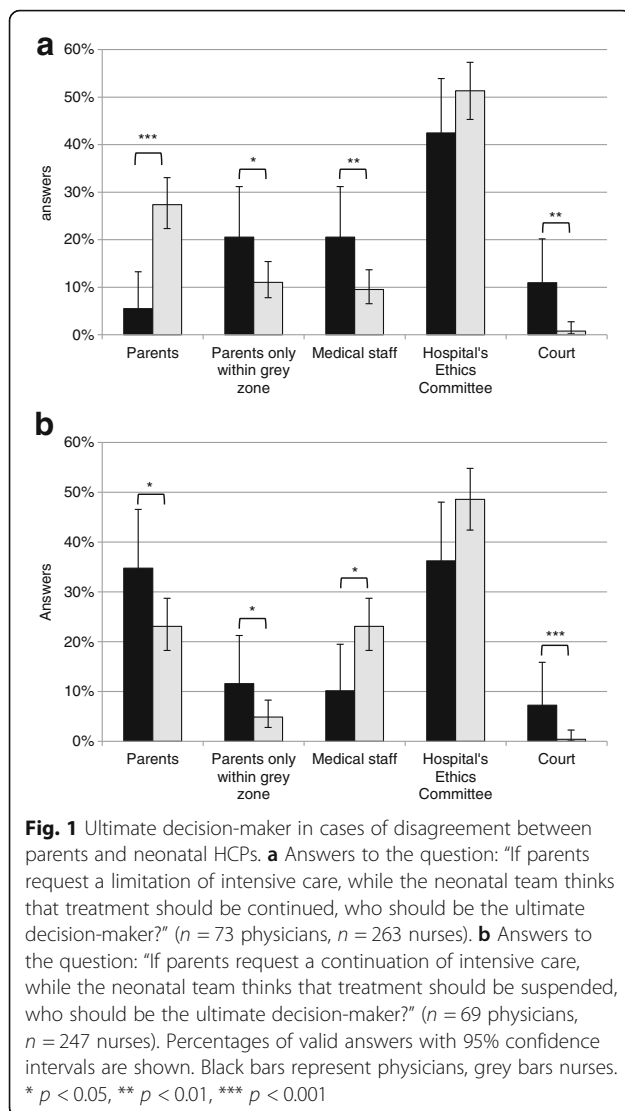 a
60%
50%
40%
30%
20%
10%
0%
answers
***
*
**
**
Parents
Parents only
within grey
zone
Medical staff
Hospital's
Ethics
Committee
Court
b
60%
50%
40%
30%
20%
10%
0%
Answers
*
*
*
***
Parents
Parents only
within grey
zone
Medical staff
Hospital's
Ethics
Committee
Court
Fig. 1 Ultimate decision-maker in cases of disagreement between
parents and neonatal HCPs. a Answers to the question: “If parents
request a limitation of intensive care, while the neonatal team thinks
that treatment should be continued, who should be the ultimate
decision-maker?” (n = 73 physicians, n = 263 nurses). b Answers to
the question: “If parents request a continuation of intensive care,
while the neonatal team thinks that treatment should be suspended,
who should be the ultimate decision-maker?” (n = 69 physicians,
n = 247 nurses). Percentages of valid answers with 95% confidence
intervals are shown. Black bars represent physicians, grey bars nurses.
* p < 0.05, ** p < 0.01, *** p < 0.001